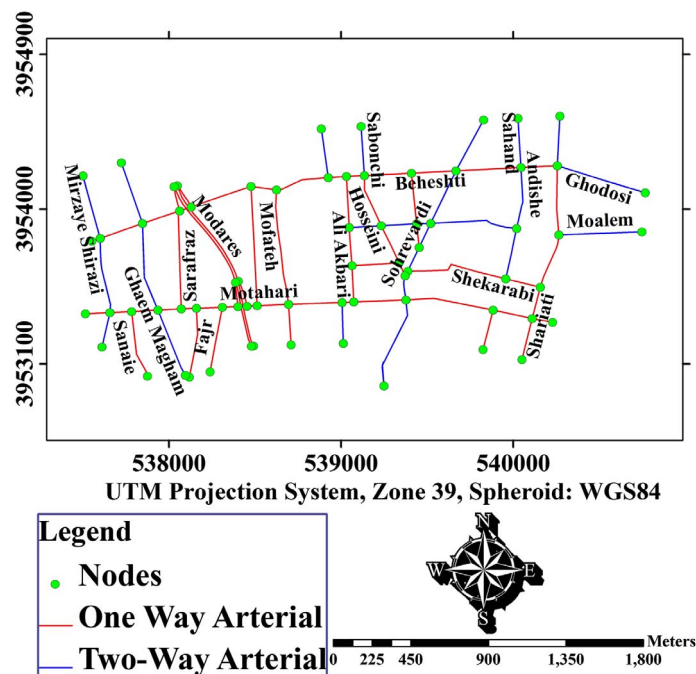 3954900
3954000
3953100
Mirzaye Shirazi
Ghaem Magham
Sanaie
Sarafraz
Fajr
Modares
Mofateh
Motahari
Sabonchi
Hosseini
Ali Akbari
Beheshti
Sohrevardi
Sahand
Andishe
Ghodosi
Moalem
Shekarabi
Shariati
538000
539000
540000
UTM Projection System, Zone 39, Spheroid: WGS84
Legend
Nodes
One Way Arterial
Two-Way Arterial
N
W
E
S
Meters
0 225 450 900 1,350 1,800